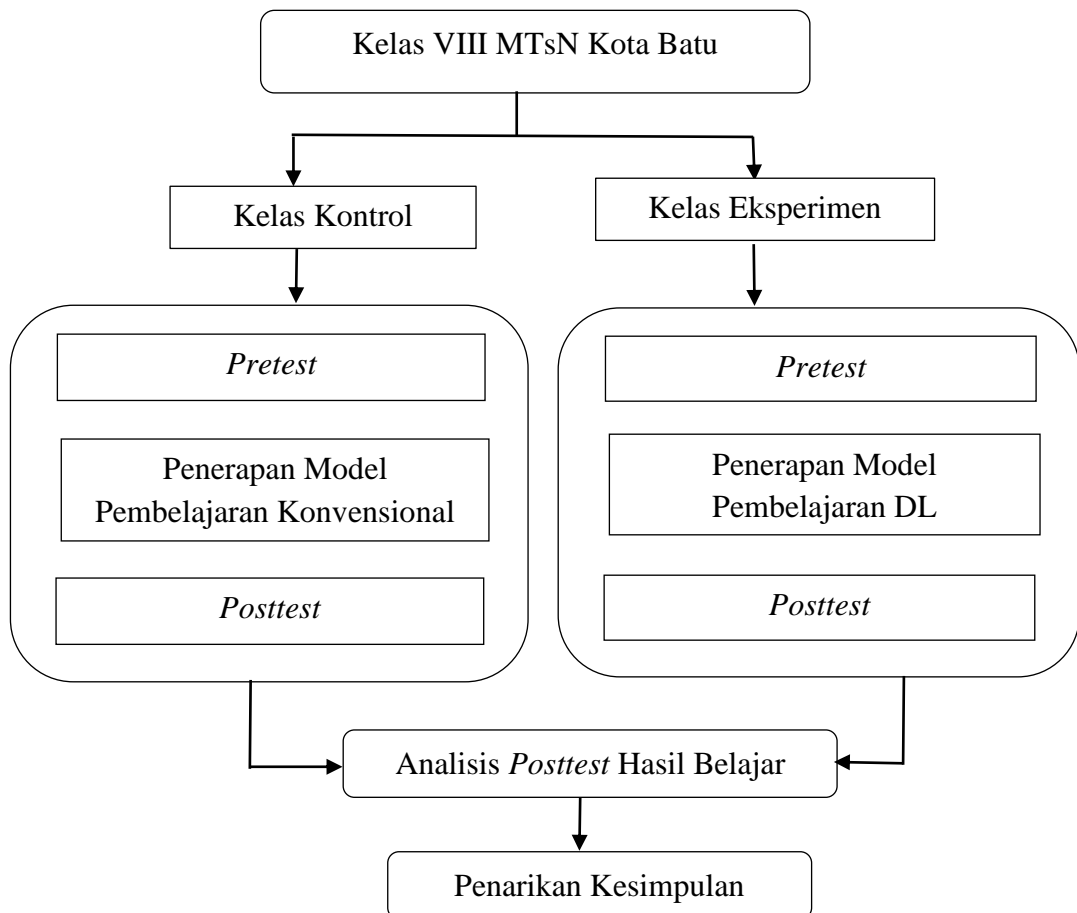 Kelas VIII MTsN Kota Batu
Kelas Kontrol
Kelas Eksperimen
Pretest
Penerapan Model
Pembelajaran Konvensional
Posttest
Pretest
Penerapan Model
Pembelajaran DL
Posttest
Analisis Posttest Hasil Belajar
Penarikan Kesimpulan